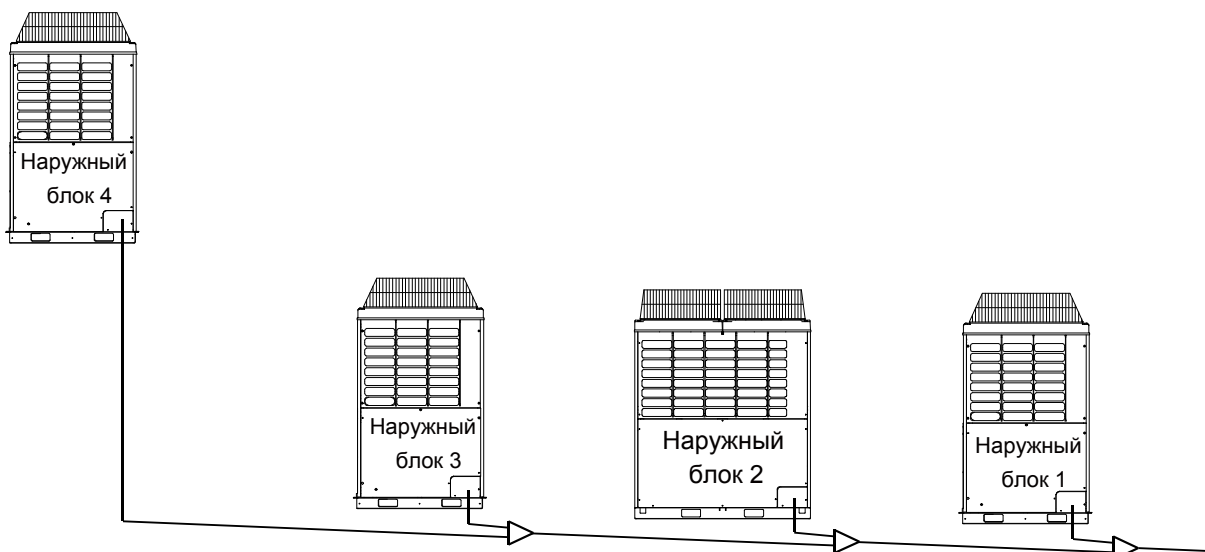 Наружный
блок 4
Наружный
блок 3
Наружный
блок 2
Наружный
блок 1